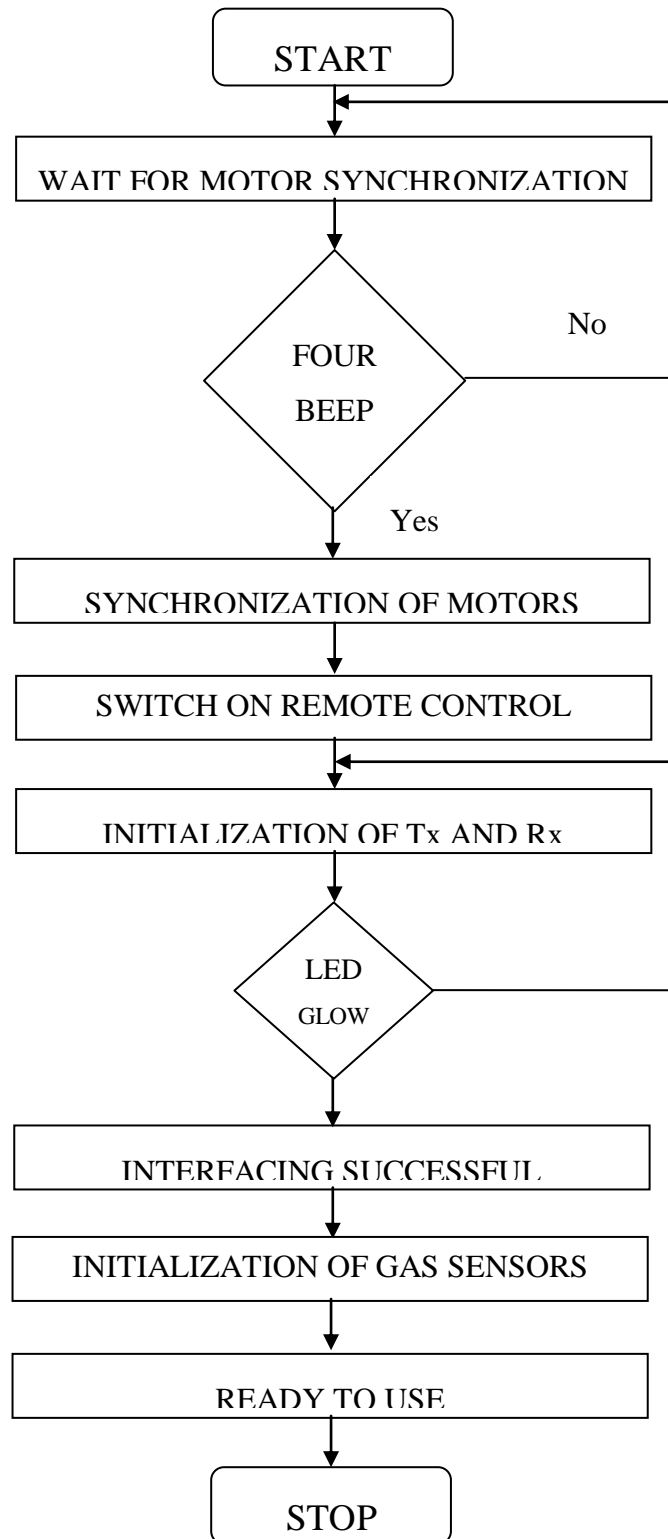 START
WAIT FOR MOTOR SYNCHRONIZATION
No
FOUR
BEEP
Yes
SYNCHRONIZATION OF MOTORS
SWITCH ON REMOTE CONTROL
INITIALIZATION OF Tx AND Rx
LED
GLOW
INTERFACING SUCCESSFUL
INITIALIZATION OF GAS SENSORS
READY TO USE
STOP